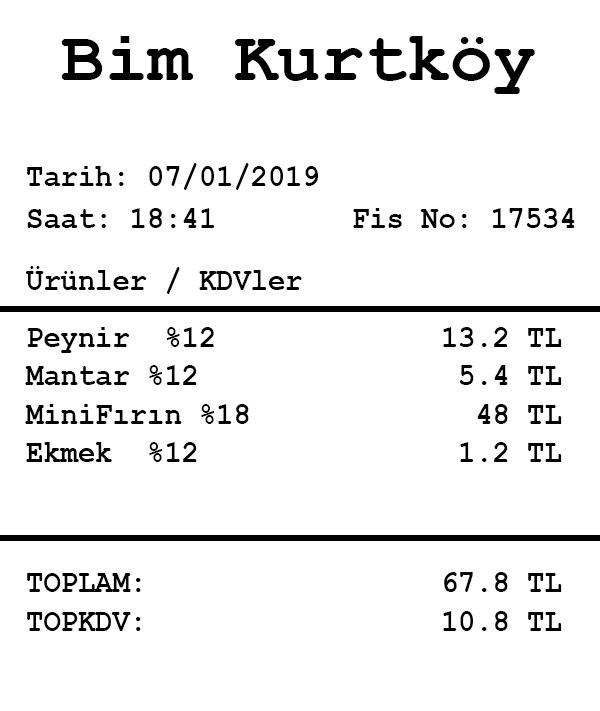 Bim Kurtköy
Tarih: 07/01/2019
Saat: 18:41 Fis No: 17534
Ürünler / KDVler
Peynir %12 13.2 TL
Mantar %12 5.4 TL
MiniFırın %18 48 TL
Ekmek %12 1.2 TL
TOPLAM: 67.8 TL
TOPKDV: 10.8 TL